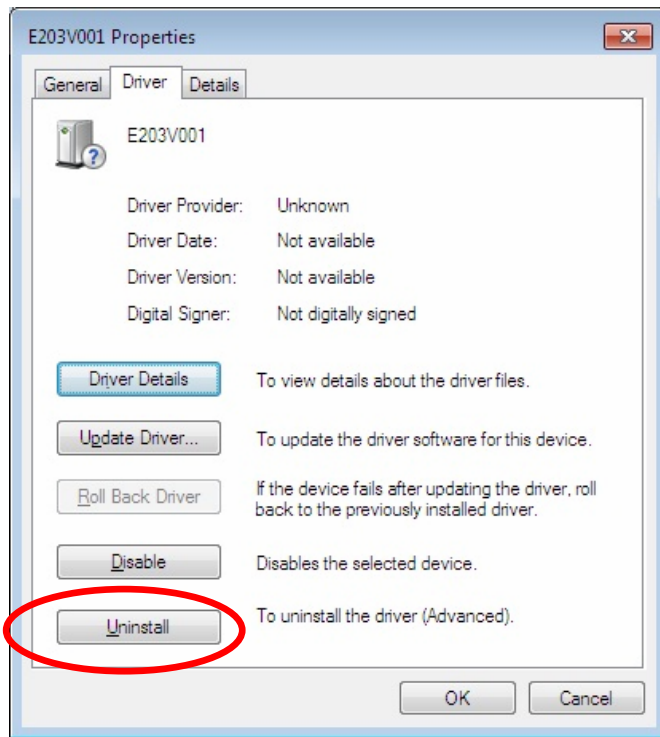 E203V001 Properties
General Driver Details
E203V001
Driver Provider: Unknown
Driver Date: Not available
Driver Version: Not available
Digital Signer: Not digitally signed
Driver Details To view details about the driver files.
Update Driver... To update the driver software for this device.
Roll Back Driver If the device fails after updating the driver, roll
back to the previously installed driver.
Disable Disables the selected device.
Uninstall To uninstall the driver (Advanced).
OK Cancel